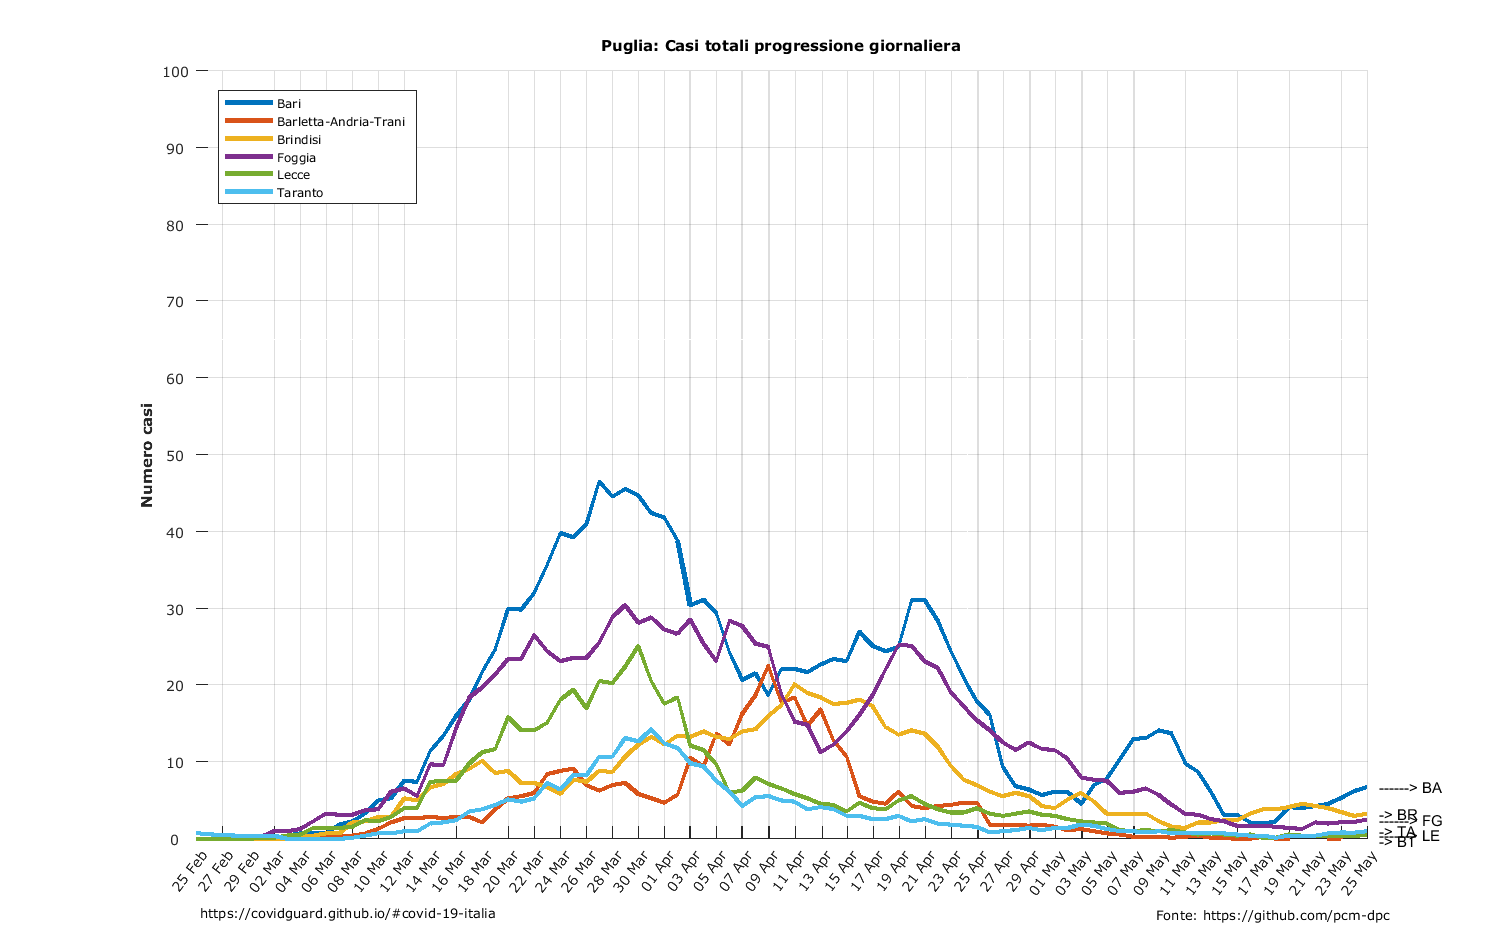 Puglia: Casi totali progressione giornaliera
100
90
80
70
60
50
40
30
20
10
0
Numero casi
Bari
Barletta-Andria-Trani
Brindisi
Foggia
Lecce
Taranto
------> BA
-> BR
------> FG
-> TA
------> LE
-> BT
25 Feb
27 Feb
29 Feb
02 Mar
04 Mar
06 Mar
08 Mar
10 Mar
12 Mar
14 Mar
16 Mar
18 Mar
20 Mar
22 Mar
24 Mar
26 Mar
28 Mar
30 Mar
01 Apr
03 Apr
05 Apr
07 Apr
09 Apr
11 Apr
13 Apr
15 Apr
17 Apr
19 Apr
21 Apr
23 Apr
25 Apr
27 Apr
29 Apr
01 May
03 May
05 May
07 May
09 May
11 May
13 May
15 May
17 May
19 May
21 May
23 May
25 May
https://covidguard.github.io/#covid-19-italia
Fonte: https://github.com/pcm-dpc